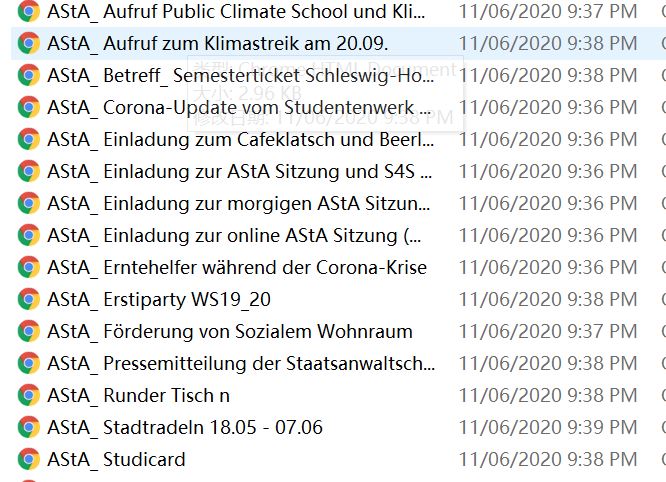 AStA_ Aufruf Public Climate School und Kli... 11/06/2020 9:37 PM
AStA_ Aufruf zum Klimastreik am 20.09. 11/06/2020 9:38 PM
类型: Chrome HTML Document
AStA_ Betreff_ Semesterticket Schleswig-Ho... 11/06/2020 9:38 PM
大小: 2.96 KB
AStA_ Corona-Update vom Studentenwerk ... 11/06/2020 9:36 PM
修改日期: 11/06/2020 9:38 PM
AStA_ Einladung zum Cafeklatsch und Beerl... 11/06/2020 9:36 PM
AStA_ Einladung zur AStA Sitzung und S4S ... 11/06/2020 9:36 PM
AStA_ Einladung zur morgigen AStA Sitzun... 11/06/2020 9:36 PM
AStA_ Einladung zur online AStA Sitzung (... 11/06/2020 9:36 PM
AStA_ Erntehelfer während der Corona-Krise 11/06/2020 9:36 PM
AStA_ Erstiparty WS19_20 11/06/2020 9:38 PM
AStA_ Förderung von Sozialem Wohnraum 11/06/2020 9:37 PM
AStA_ Pressemitteilung der Staatsanwaltsch... 11/06/2020 9:38 PM
AStA_ Runder Tisch n 11/06/2020 9:38 PM
AStA_ Stadtradeln 18.05 - 07.06 11/06/2020 9:39 PM
AStA_ Studicard 11/06/2020 9:38 PM